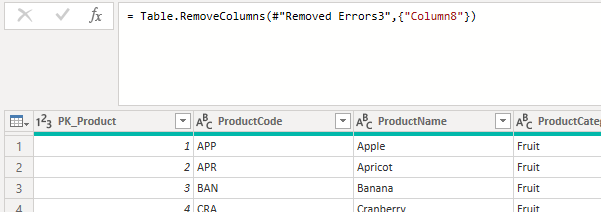 fx
= Table.RemoveColumns(#"Removed Errors3",{"Column8"})
1²3 PK_Product ABC ProductCode ABC ProductName ABC ProductCateg
1 1 APP Apple Fruit
2 2 APR Apricot Fruit
3 3 BAN Banana Fruit
4 4 CRA Cranberry Fruit